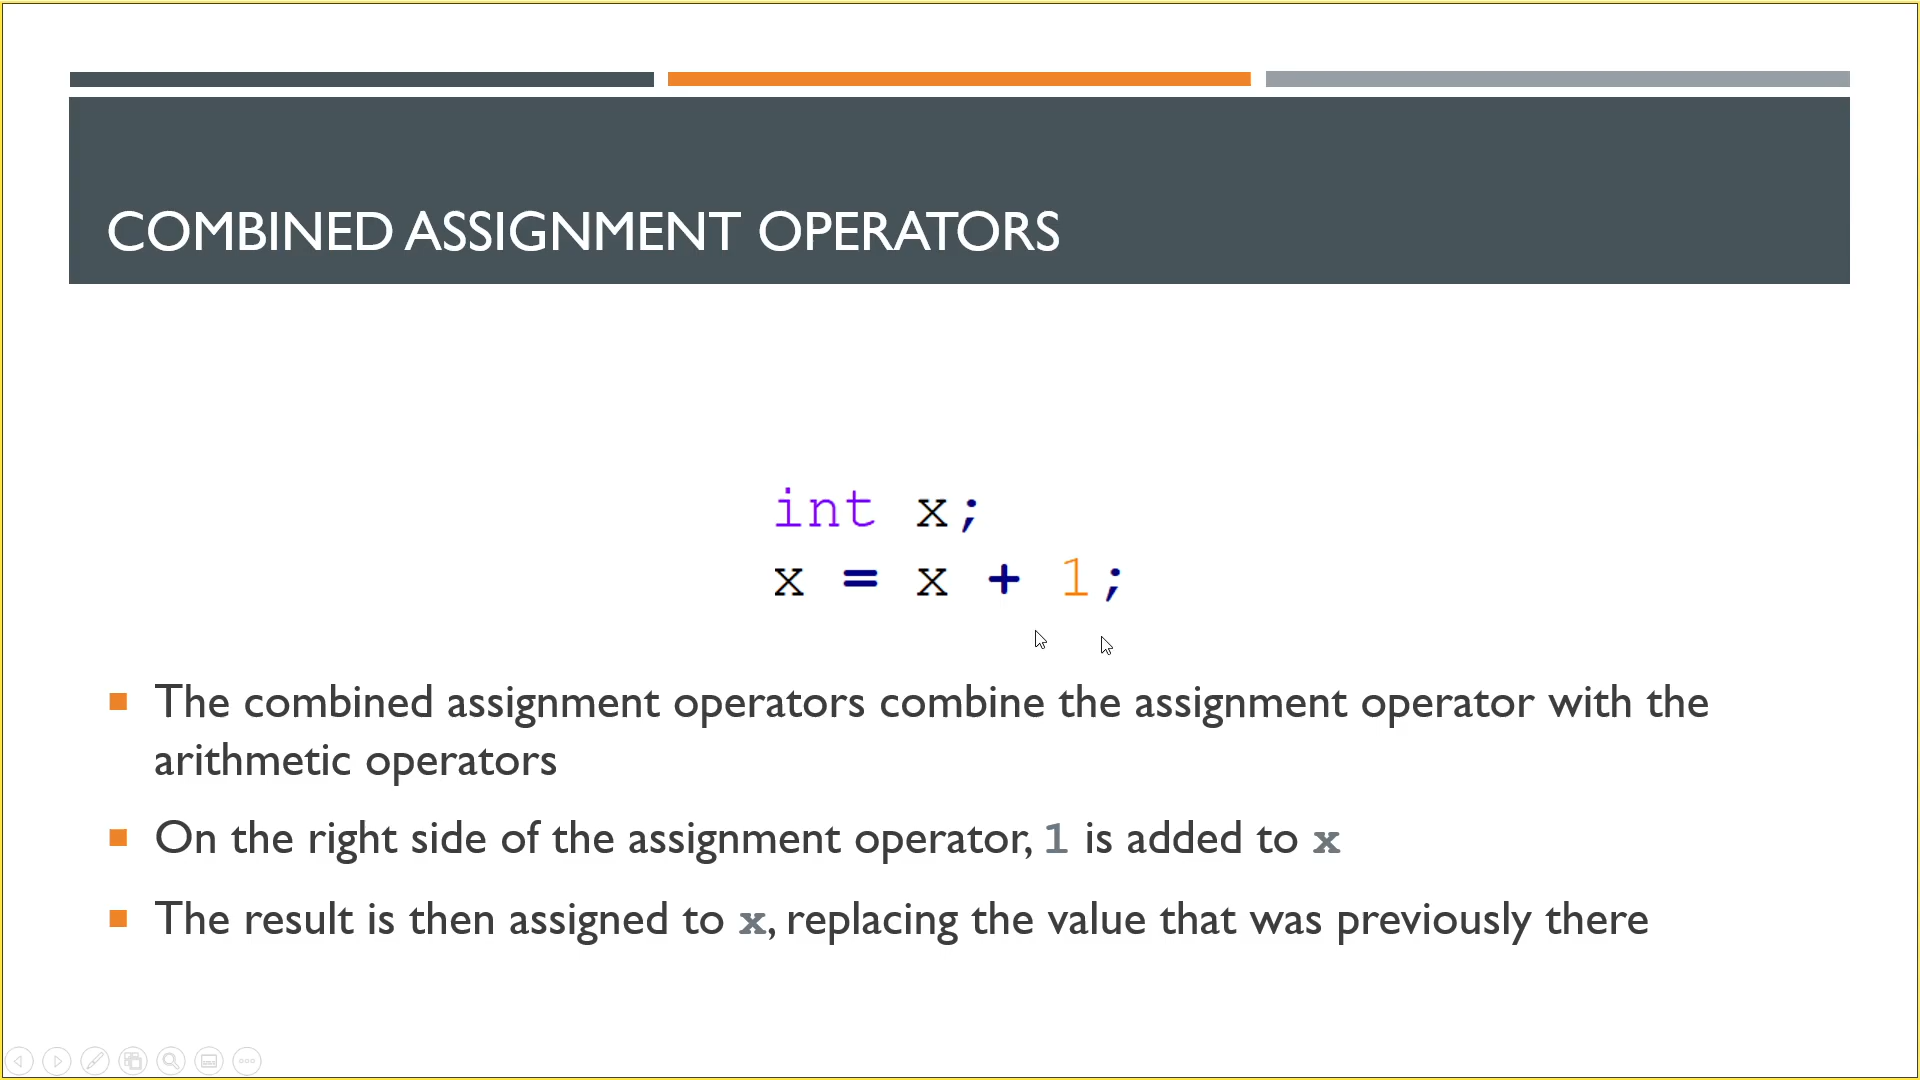 COMBINED ASSIGNMENT OPERATORS
int x;
x = x + 1;
The combined assignment operators combine the assignment operator with the
arithmetic operators
On the right side of the assignment operator, 1 is added to x
The result is then assigned to x, replacing the value that was previously there